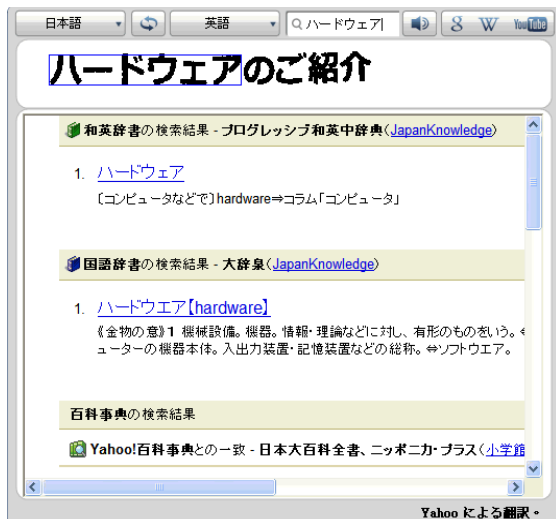 日本語 英語 ハードウェア g W YouTube
ハードウェアのご紹介
和英辞書の検索結果 - プログレッシブ和英中辞典(JapanKnowledge)
1. ハードウェア
〔コンピュータなどで〕hardware⇒コラム「コンピュータ」
国語辞書の検索結果 - 大辞泉(JapanKnowledge)
1. ハードウエア【hardware】
《金物の意》1 機械設備。機器。情報・理論などに対し、有形のものをいう。
ューターの機器本体。入出力装置・記憶装置などの総称。⇔ソフトウエア。
百科事典の検索結果
Yahoo!百科事典との一致 - 日本大百科全書、ニッポニカ・プラス(小学館
Yahoo による翻訳。